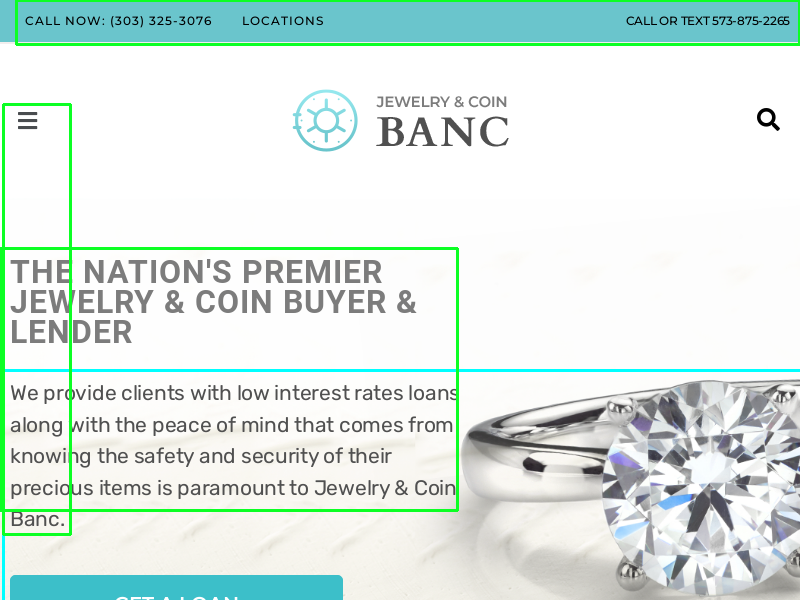 CALL NOW: (303) 325-3076 LOCATIONS CALL OR TEXT 573-875-2265
JEWELRY & COIN
BANC
THE NATION'S PREMIER
JEWELRY & COIN BUYER &
LENDER
We provide clients with low interest rates loans
along with the peace of mind that comes from
knowing the safety and security of their
precious items is paramount to Jewelry & Coin
Banc.
GET A LOAN